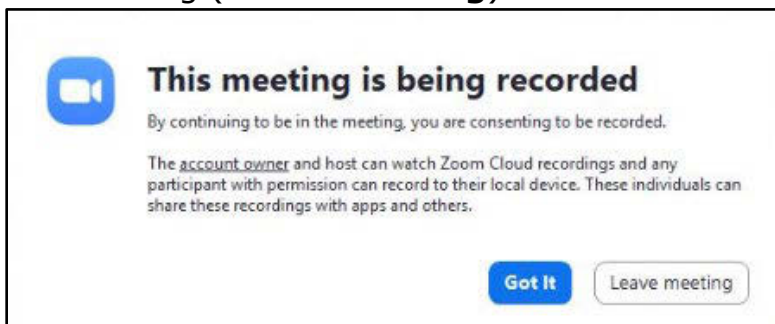 This meeting is being recorded
By continuing to be in the meeting, you are consenting to be recorded.
The account owner and host can watch Zoom Cloud recordings and any
participant with permission can record to their local device. These individuals can
share these recordings with apps and others.
Got It
Leave meeting